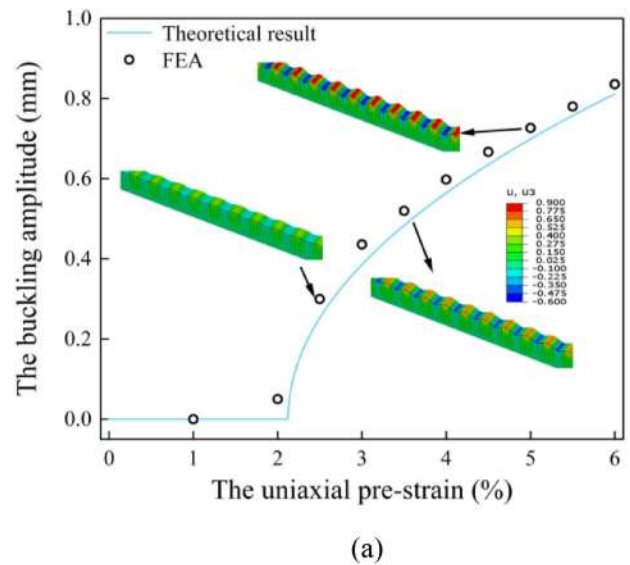 Theoretical result
FEA
1.0
0.8
0.6
0.4
0.2
0.0
The buckling amplitude (mm)
u, u3
0.900
0.775
0.650
0.525
0.400
0.275
0.150
0.025
-0.100
-0.225
-0.350
-0.475
-0.600
0 1 2 3 4 5 6
The uniaxial pre-strain (%)
(a)